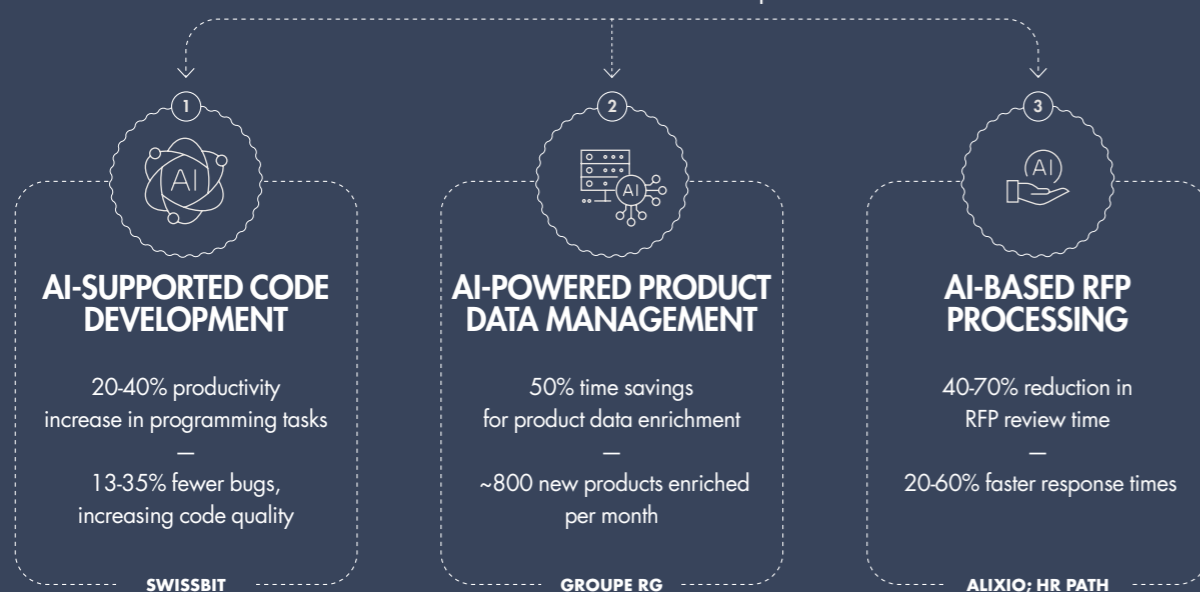 1
AI
AI-SUPPORTED CODE
DEVELOPMENT
20-40% productivity
increase in programming tasks
—
13-35% fewer bugs,
increasing code quality
SWISSBIT
2
AI
AI-POWERED PRODUCT
DATA MANAGEMENT
50% time savings
for product data enrichment
—
~800 new products enriched
per month
GROUPE RG
3
AI
AI-BASED RFP
PROCESSING
40-70% reduction in
RFP review time
—
20-60% faster response times
ALIXIO; HR PATH